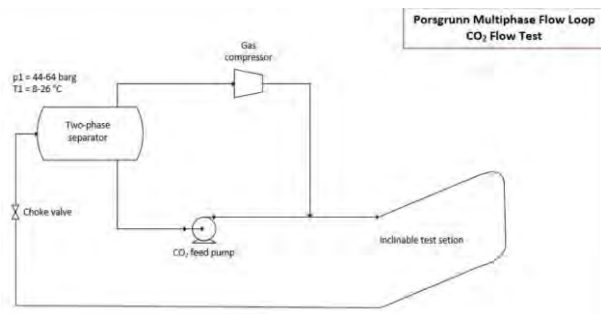 Porsgrunn Multiphase Flow Loop
CO₂ Flow Test
Gas
compressor
p1 = 44-64 barg
T1 = 8-26 °C
Two-phase
separator
Choke valve
CO₂ feed pump
Inclinable test setion